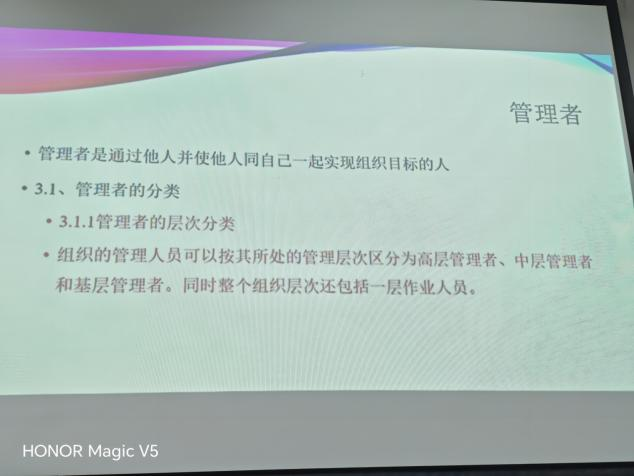 管理者
• 管理者是通过他人并使他人同自己一起实现组织目标的人
• 3.1、管理者的分类
• 3.1.1管理者的层次分类
• 组织的管理人员可以按其所处的管理层次区分为高层管理者、中层管理者
和基层管理者。同时整个组织层次还包括一层作业人员。
HONOR Magic V5